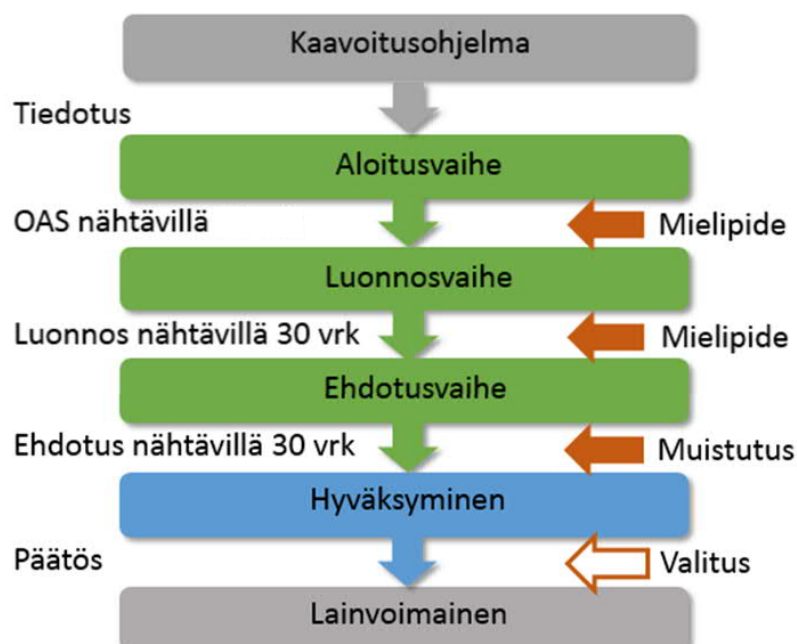 Kaavoitusohjelma
Tiedotus
Aloitusvaihe
OAS nähtävillä
Mielipide
Luonnosvaihe
Luonnos nähtävillä 30 vrk
Mielipide
Ehdotusvaihe
Ehdotus nähtävillä 30 vrk
Muistutus
Hyväksyminen
Päätös
Valitus
Lainvoimainen